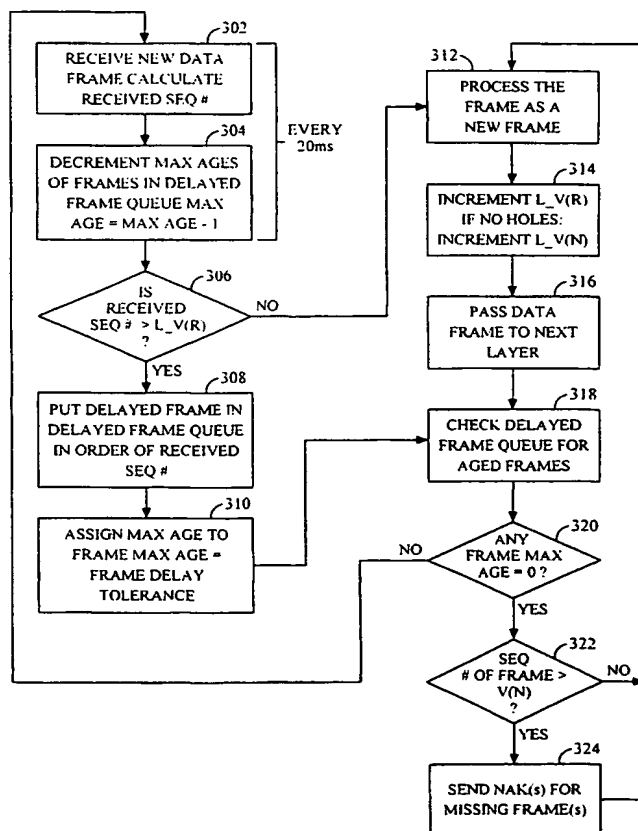 302
RECEIVE NEW DATA
FRAME CALCULATE
RECEIVED SEQ #
304
DECREMENT MAX AGES
OF FRAMES IN DELAYED
FRAME QUEUE MAX
AGE = MAX AGE - 1
EVERY
20ms
306
IS
RECEIVED
SEQ # > L_V(R)
?
NO
YES
308
PUT DELAYED FRAME IN
DELAYED FRAME QUEUE
IN ORDER OF RECEIVED
SEQ #
310
ASSIGN MAX AGE TO
FRAME MAX AGE =
FRAME DELAY
TOLERANCE
312
PROCESS THE
FRAME AS A
NEW FRAME
314
INCREMENT L_V(R)
IF NO HOLES:
INCREMENT L_V(N)
316
PASS DATA
FRAME TO NEXT
LAYER
318
CHECK DELAYED
FRAME QUEUE FOR
AGED FRAMES
320
ANY
FRAME MAX
AGE = 0 ?
NO
YES
322
SEQ
# OF FRAME >
V(N)
?
NO
YES
324
SEND NAK(s) FOR
MISSING FRAME(s)